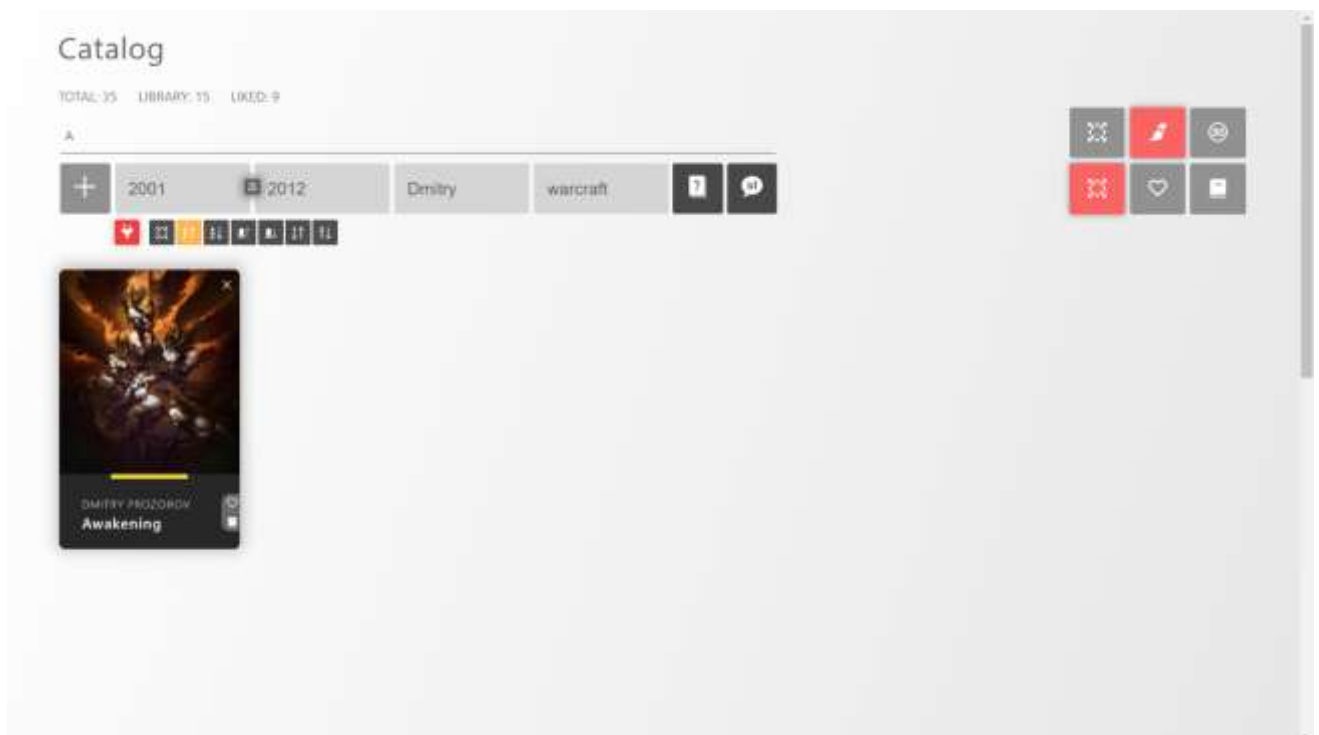 Catalog
TOTAL: 35 LIBRARY: 15 LIKED: 9
A
2001 2012 Dmitry warcraft
DMITRY PROZOROV
Awakening